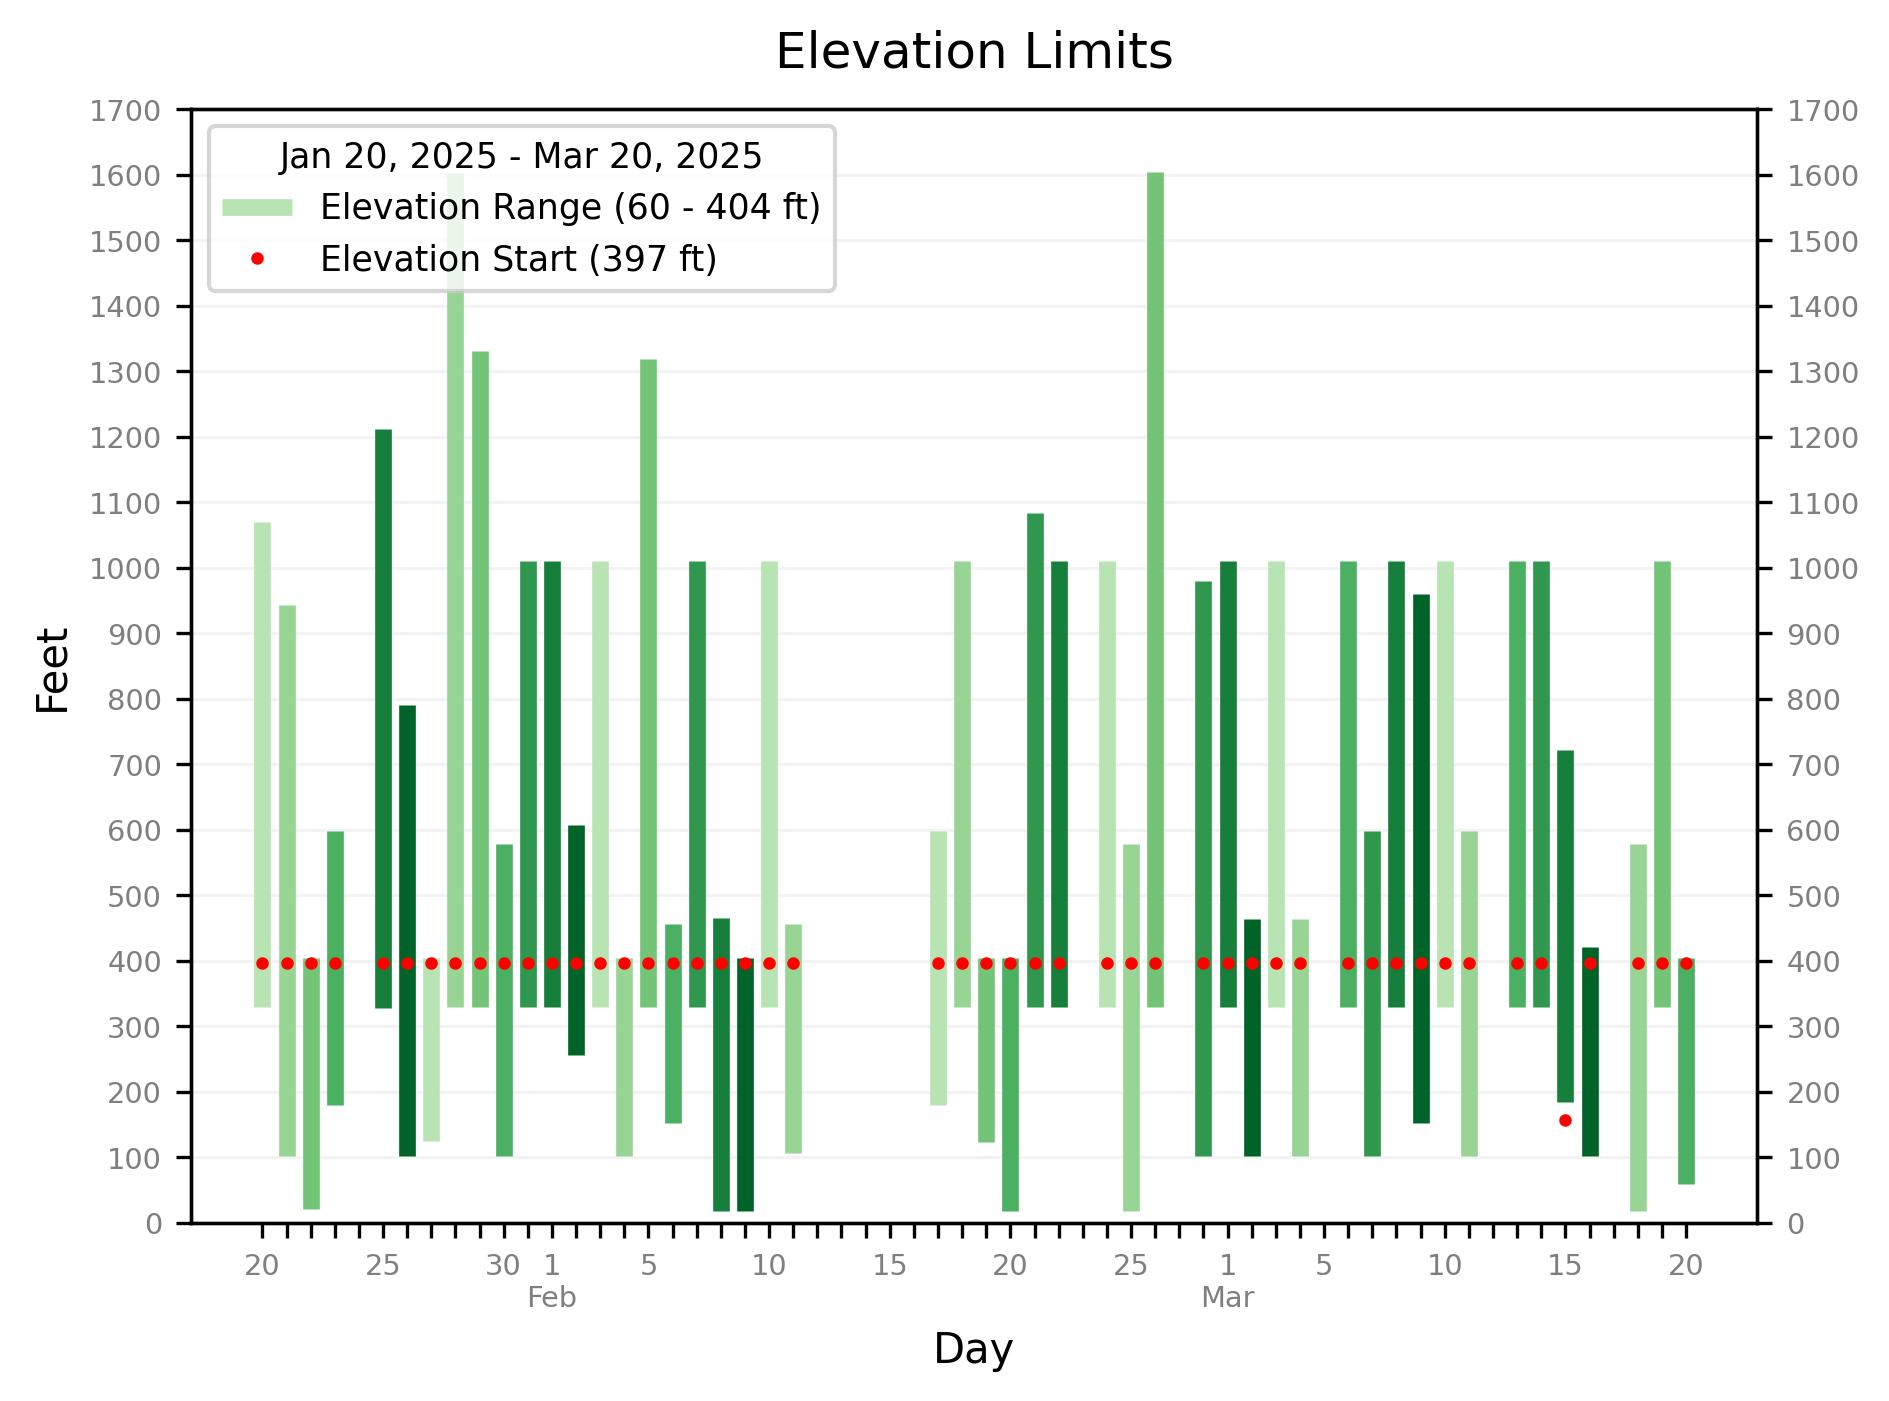 Elevation Limits
1700 1700
Jan 20, 2025 - Mar 20, 2025
1600 1600
Elevation Range (60 - 404 ft)
1500 1500
Elevation Start (397 ft)
1400 1400
1300 1300
1200 1200
1100 1100
1000 1000
900 900
800 800
Feet
700 700
600 600
500 500
400 400
300 300
200 200
100 100
0 0
20 25 30 1 5 10 15 20 25 1 5 10 15 20
Feb Mar
Day